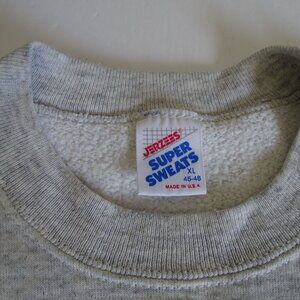 JERZEES
SUPER
SWEATS
XL
46-48
MADE IN U.S.A.